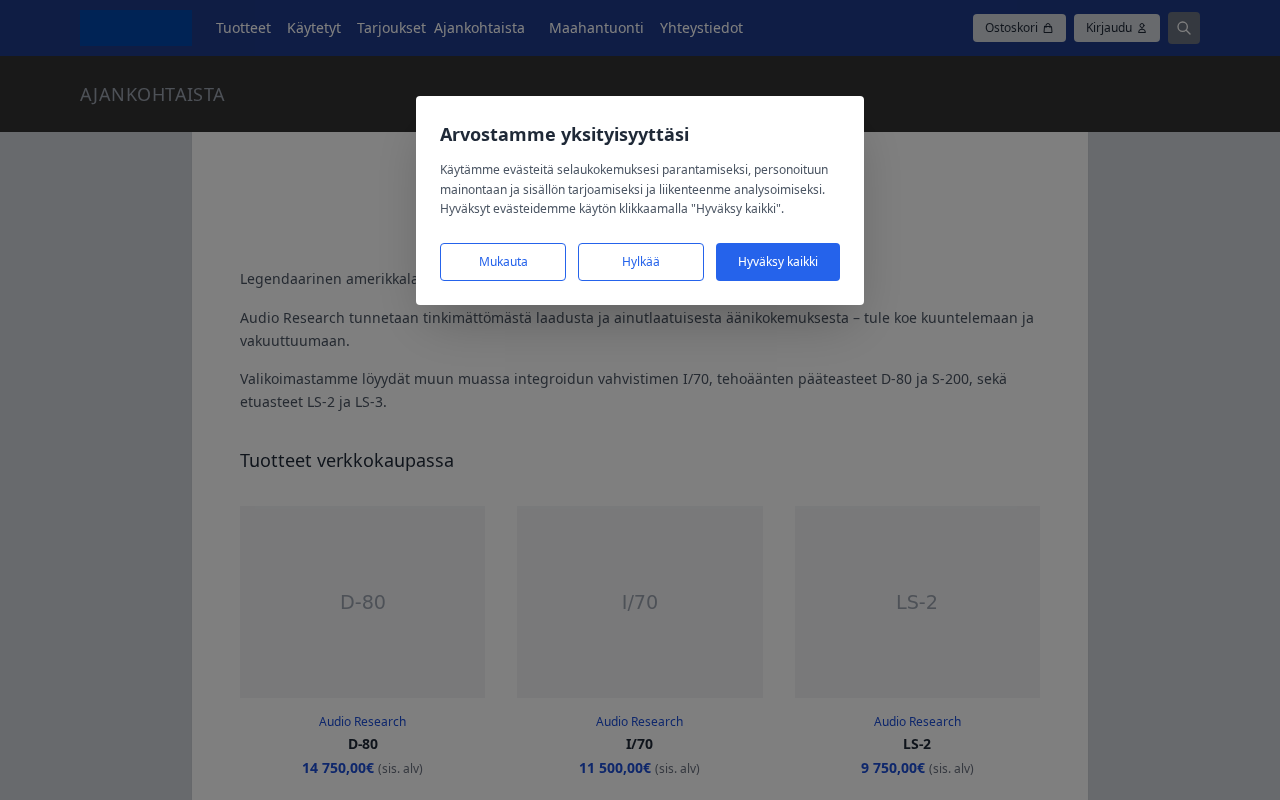 Tuotteet Käytetyt Tarjoukset Ajankohtaista Maahantuonti Yhteystiedot Ostoskori Kirjaudu
AJANKOHTAISTA
Arvostamme yksityisyyttäsi
Käytämme evästeitä selaukokemuksesi parantamiseksi, personoituun
mainontaan ja sisällön tarjoamiseksi ja liikenteemme analysoimiseksi.
Hyväksyt evästeidemme käytön klikkaamalla "Hyväksy kaikki".
Mukauta Hylkää Hyväksy kaikki
Legendaarinen
Audio Research tunnetaan tinkimättömästä laadusta ja ainutlaatuisesta äänikokemuksesta – tule koe kuuntelemaan ja
vakuuttuumaan.
Valikoimastamme löyydät muun muassa integroidun vahvistimen I/70, tehoäänten pääteasteet D-80 ja S-200, sekä
etuasteet LS-2 ja LS-3.
Tuotteet verkkokaupassa
D-80 I/70 LS-2
Audio Research Audio Research Audio Research
D-80 I/70 LS-2
14 750,00€ (sis. alv) 11 500,00€ (sis. alv) 9 750,00€ (sis. alv)